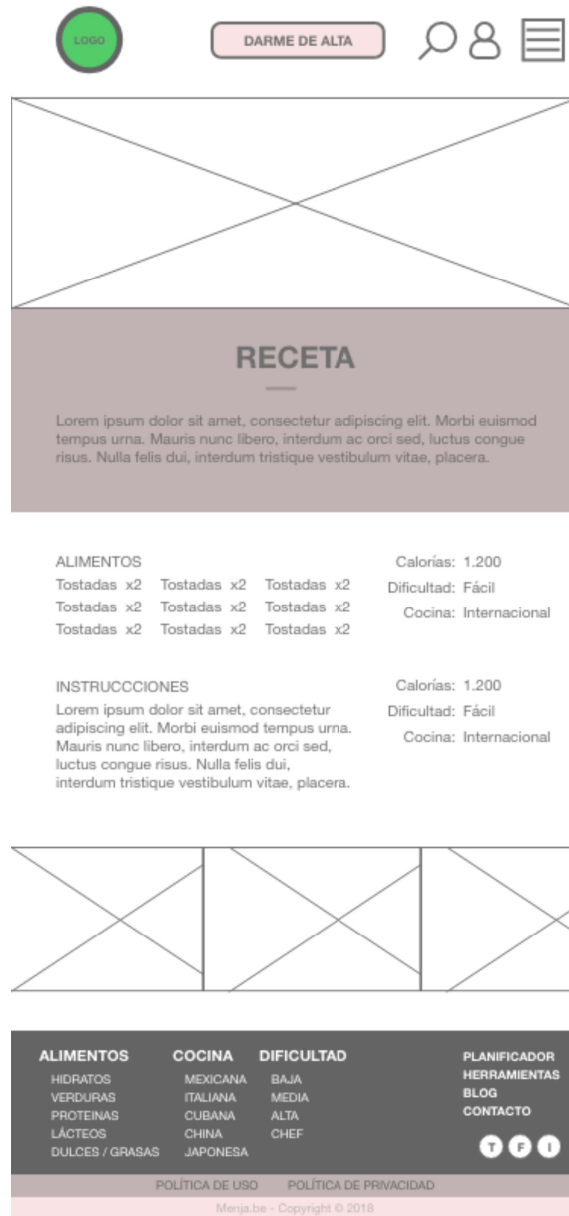 LOGO
DARME DE ALTA
RECETA
Lorem ipsum dolor sit amet, consectetur adipiscing elit. Morbi euismod
tempus urna. Mauris nunc libero, interdum ac orci sed, luctus congue
risus. Nulla felis dui, interdum tristique vestibulum vitae, placera.
ALIMENTOS
Tostadas x2 Tostadas x2 Tostadas x2
Tostadas x2 Tostadas x2 Tostadas x2
Tostadas x2 Tostadas x2 Tostadas x2
Calorías: 1.200
Dificultad: Fácil
Cocina: Internacional
INSTRUCCCIONES
Lorem ipsum dolor sit amet, consectetur
adipiscing elit. Morbi euismod tempus urna.
Mauris nunc libero, interdum ac orci sed,
luctus congue risus. Nulla felis dui,
interdum tristique vestibulum vitae, placera.
Calorías: 1.200
Dificultad: Fácil
Cocina: Internacional
ALIMENTOS
HIDRATOS
VERDURAS
PROTEINAS
LÁCTEOS
DULCES / GRASAS
COCINA
MEXICANA
ITALIANA
CUBANA
CHINA
JAPONESA
DIFICULTAD
BAJA
MEDIA
ALTA
CHEF
PLANIFICADOR
HERRAMIENTAS
BLOG
CONTACTO
T F I
POLÍTICA DE USO POLÍTICA DE PRIVACIDAD
Menja.be - Copyright © 2018